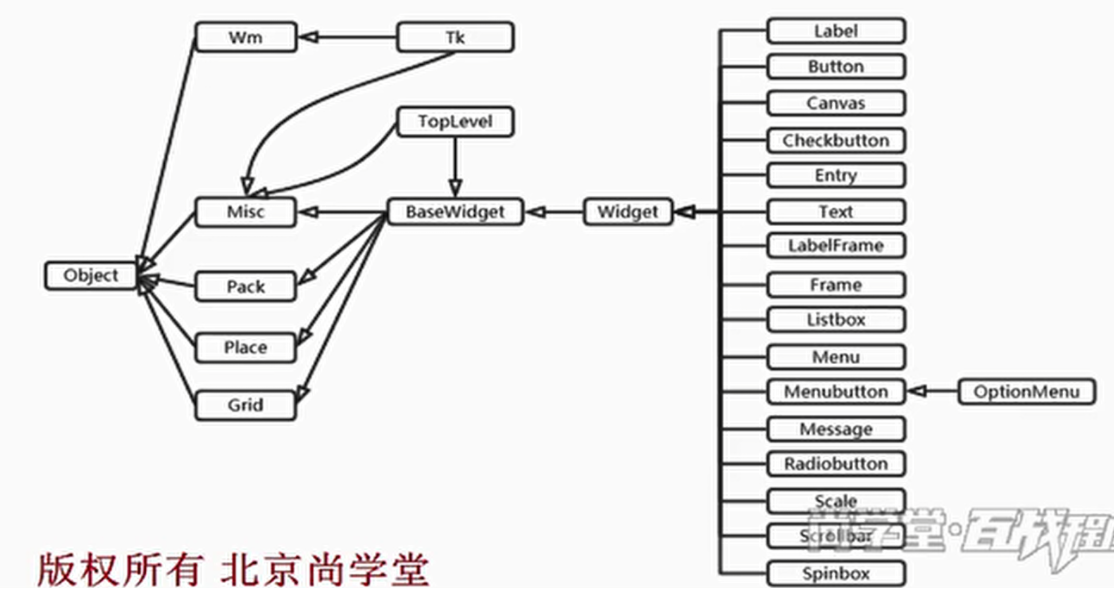 Wm
Tk
TopLevel
Misc
BaseWidget
Widget
Object
Pack
Place
Grid
Label
Button
Canvas
Checkbutton
Entry
Text
LabelFrame
Frame
Listbox
Menu
Menubutton
OptionMenu
Message
Radiobutton
Scale
Scrollbar
Spinbox
尚学堂·百战程
版权所有 北京尚学堂